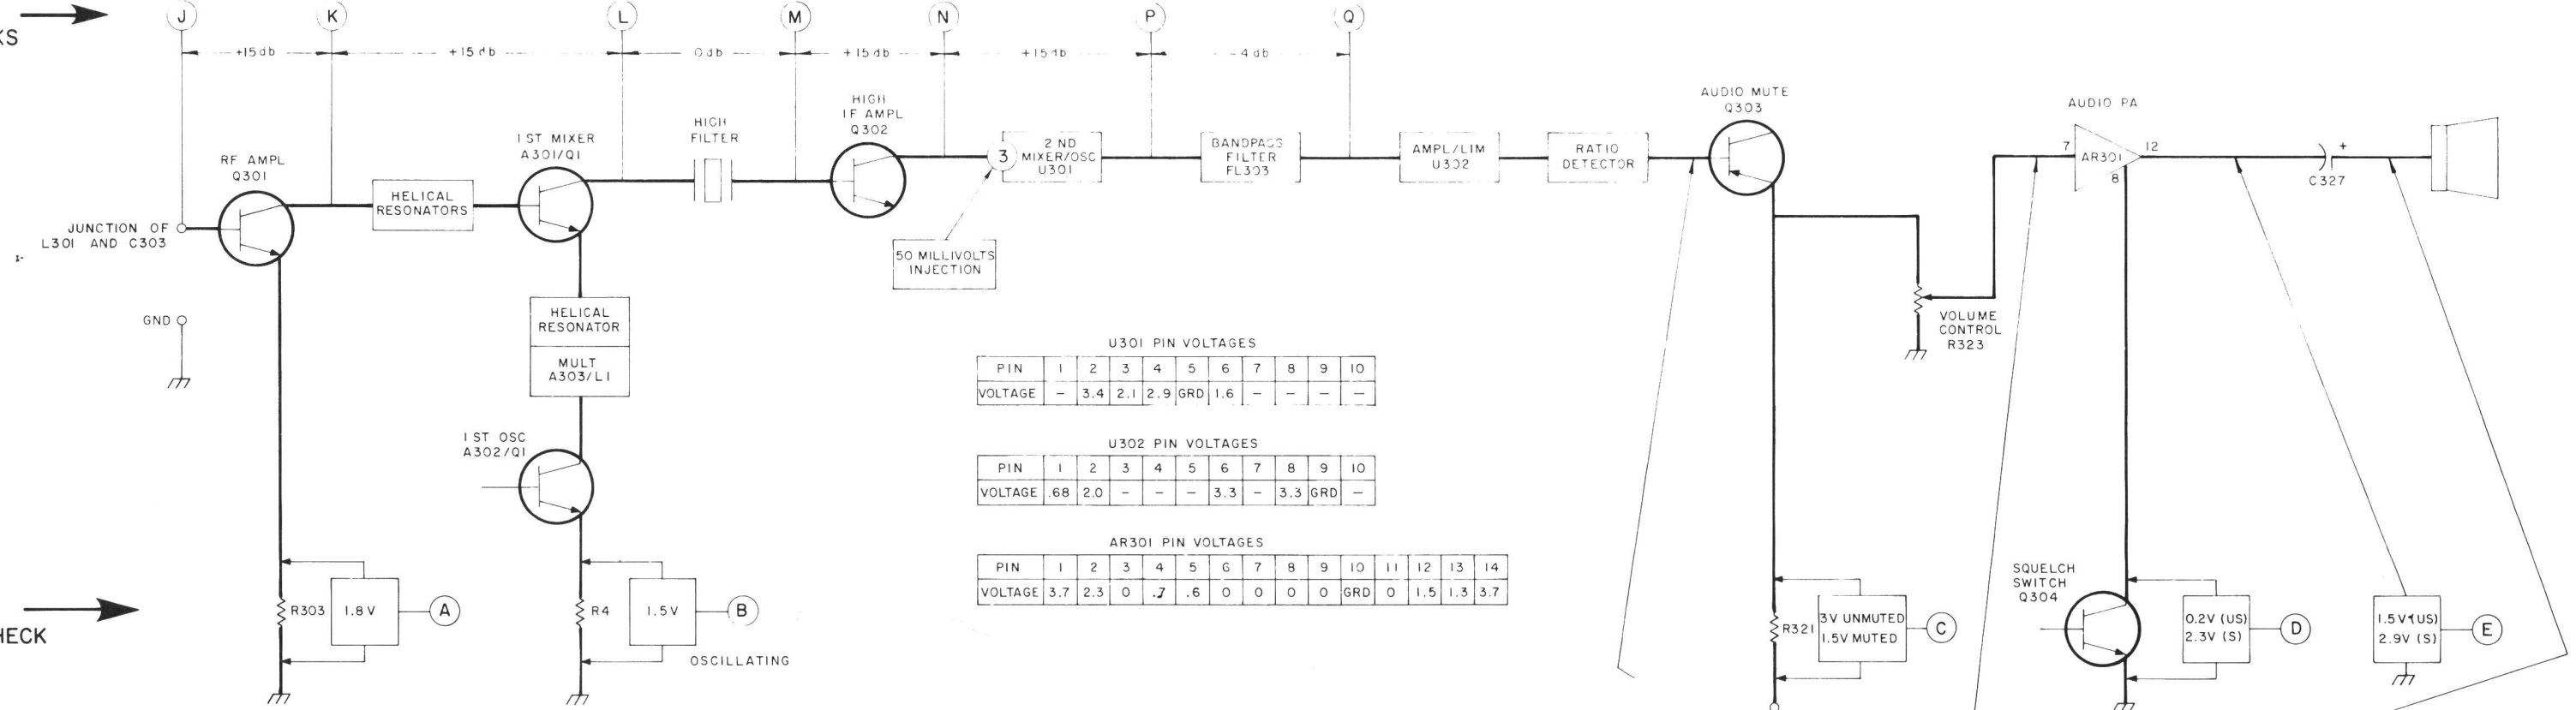 J K L M N P Q
KS
+15db +15db 0db +15db +15db -4db
RF AMPL
Q301
JUNCTION OF
L301 AND C303
GND
HELICAL
RESONATORS
1ST MIXER
A301/Q1
HIGH
FILTER
HIGH
IF AMPL
Q302
3
2ND
MIXER/OSC
U301
50 MILLIVOLTS
INJECTION
BANDPASS
FILTER
FL303
AMPL/LIM
U302
RATIO
DETECTOR
AUDIO MUTE
Q303
AUDIO PA
7 AR301 12
8
+
C327
VOLUME
CONTROL
R323
HELICAL
RESONATOR
MULT
A303/L1
1ST OSC
A302/Q1
U301 PIN VOLTAGES
PIN 1 2 3 4 5 6 7 8 9 10
VOLTAGE - 3.4 2.1 2.9 GRD 1.6 - - - -
U302 PIN VOLTAGES
PIN 1 2 3 4 5 6 7 8 9 10
VOLTAGE .68 2.0 - - - 3.3 - 3.3 GRD -
AR301 PIN VOLTAGES
PIN 1 2 3 4 5 6 7 8 9 10 11 12 13 14
VOLTAGE 3.7 2.3 0 .7 .6 0 0 0 0 GRD 0 1.5 1.3 3.7
HECK
R303 1.8V A
R4 1.5V B
OSCILLATING
R321
3V UNMUTED
1.5V MUTED
C
SQUELCH
SWITCH
Q304
0.2V (US)
2.3V (S)
D
1.5V (US)
2.9V (S)
E